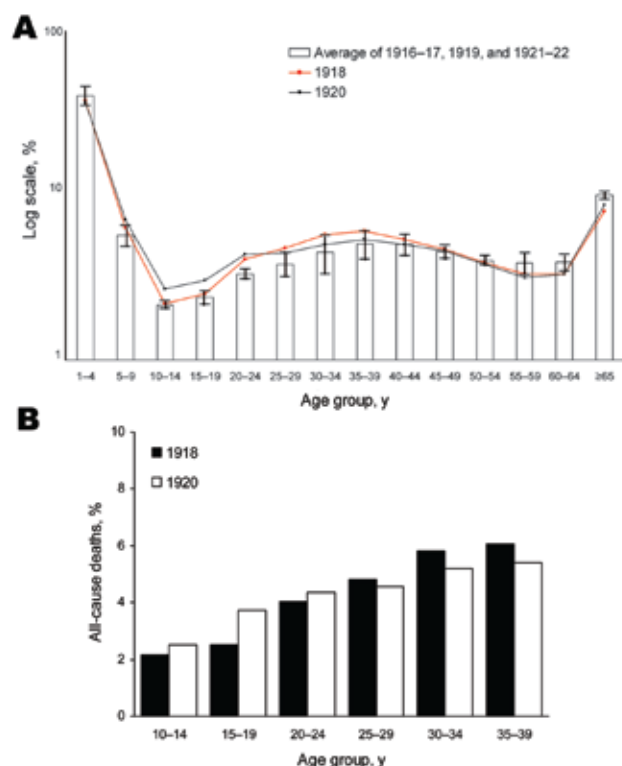 A
100
Average of 1916–17, 1919, and 1921–22
1918
1920
Log scale, %
10
1
1–4 5–9 10–14 15–19 20–24 25–29 30–34 35–39 40–44 45–49 50–54 55–59 60–64 ≥65
Age group, y
B
10
1918
1920
8
6
All-cause deaths, %
4
2
0
10–14 15–19 20–24 25–29 30–34 35–39
Age group, y